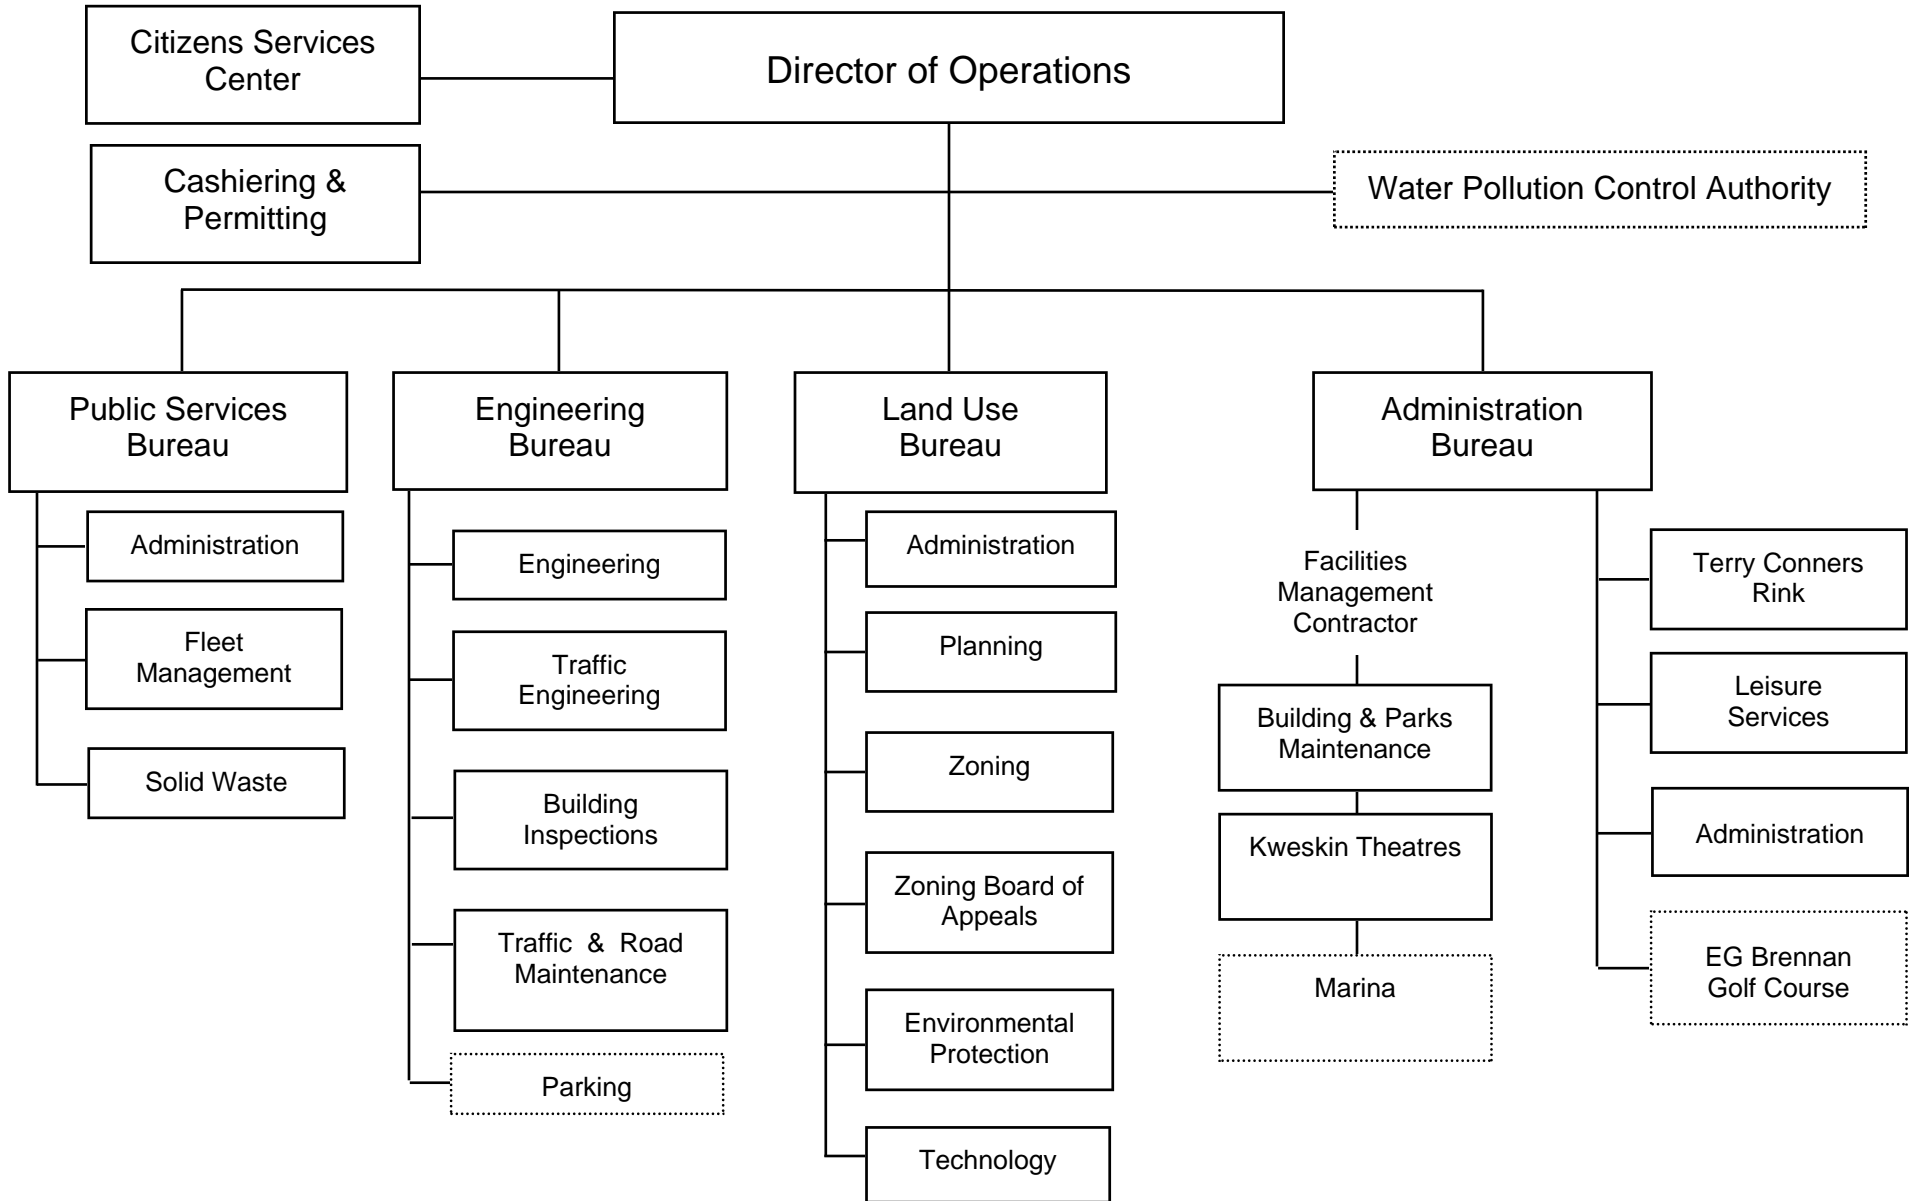 Citizens Services
Center
Director of Operations
Cashiering &
Permitting
Water Pollution Control Authority
Public Services
Bureau
Engineering
Bureau
Land Use
Bureau
Administration
Bureau
Administration
Fleet
Management
Solid Waste
Engineering
Traffic
Engineering
Building
Inspections
Traffic & Road
Maintenance
Parking
Administration
Planning
Zoning
Zoning Board of
Appeals
Environmental
Protection
Technology
Facilities
Management
Contractor
Building & Parks
Maintenance
Kweskin Theatres
Marina
Terry Conners
Rink
Leisure
Services
Administration
EG Brennan
Golf Course